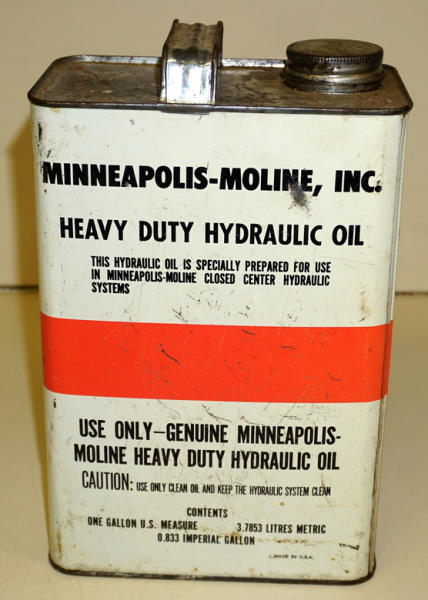 MINNEAPOLIS-MOLINE, INC.
HEAVY DUTY HYDRAULIC OIL
THIS HYDRAULIC OIL IS SPECIALLY PREPARED FOR USE
IN MINNEAPOLIS-MOLINE CLOSED CENTER HYDRAULIC
SYSTEMS
USE ONLY—GENUINE MINNEAPOLIS-
MOLINE HEAVY DUTY HYDRAULIC OIL
CAUTION: USE ONLY CLEAN OIL AND KEEP THE HYDRAULIC SYSTEM CLEAN
CONTENTS
ONE GALLON U.S. MEASURE 3.7853 LITRES METRIC
0.833 IMPERIAL GALLON
MADE IN U.S.A.